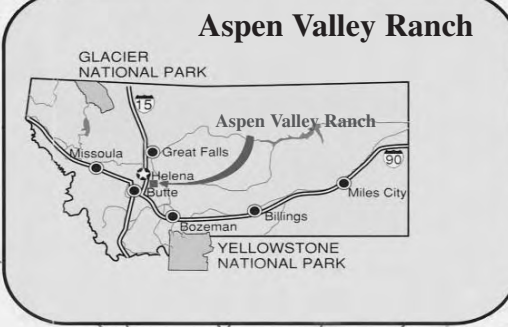 Aspen Valley Ranch
GLACIER
NATIONAL PARK
15
Aspen Valley Ranch
Missoula
Great Falls
90
Helena
Butte
Miles City
Billings
Bozeman
YELLOWSTONE
NATIONAL PARK